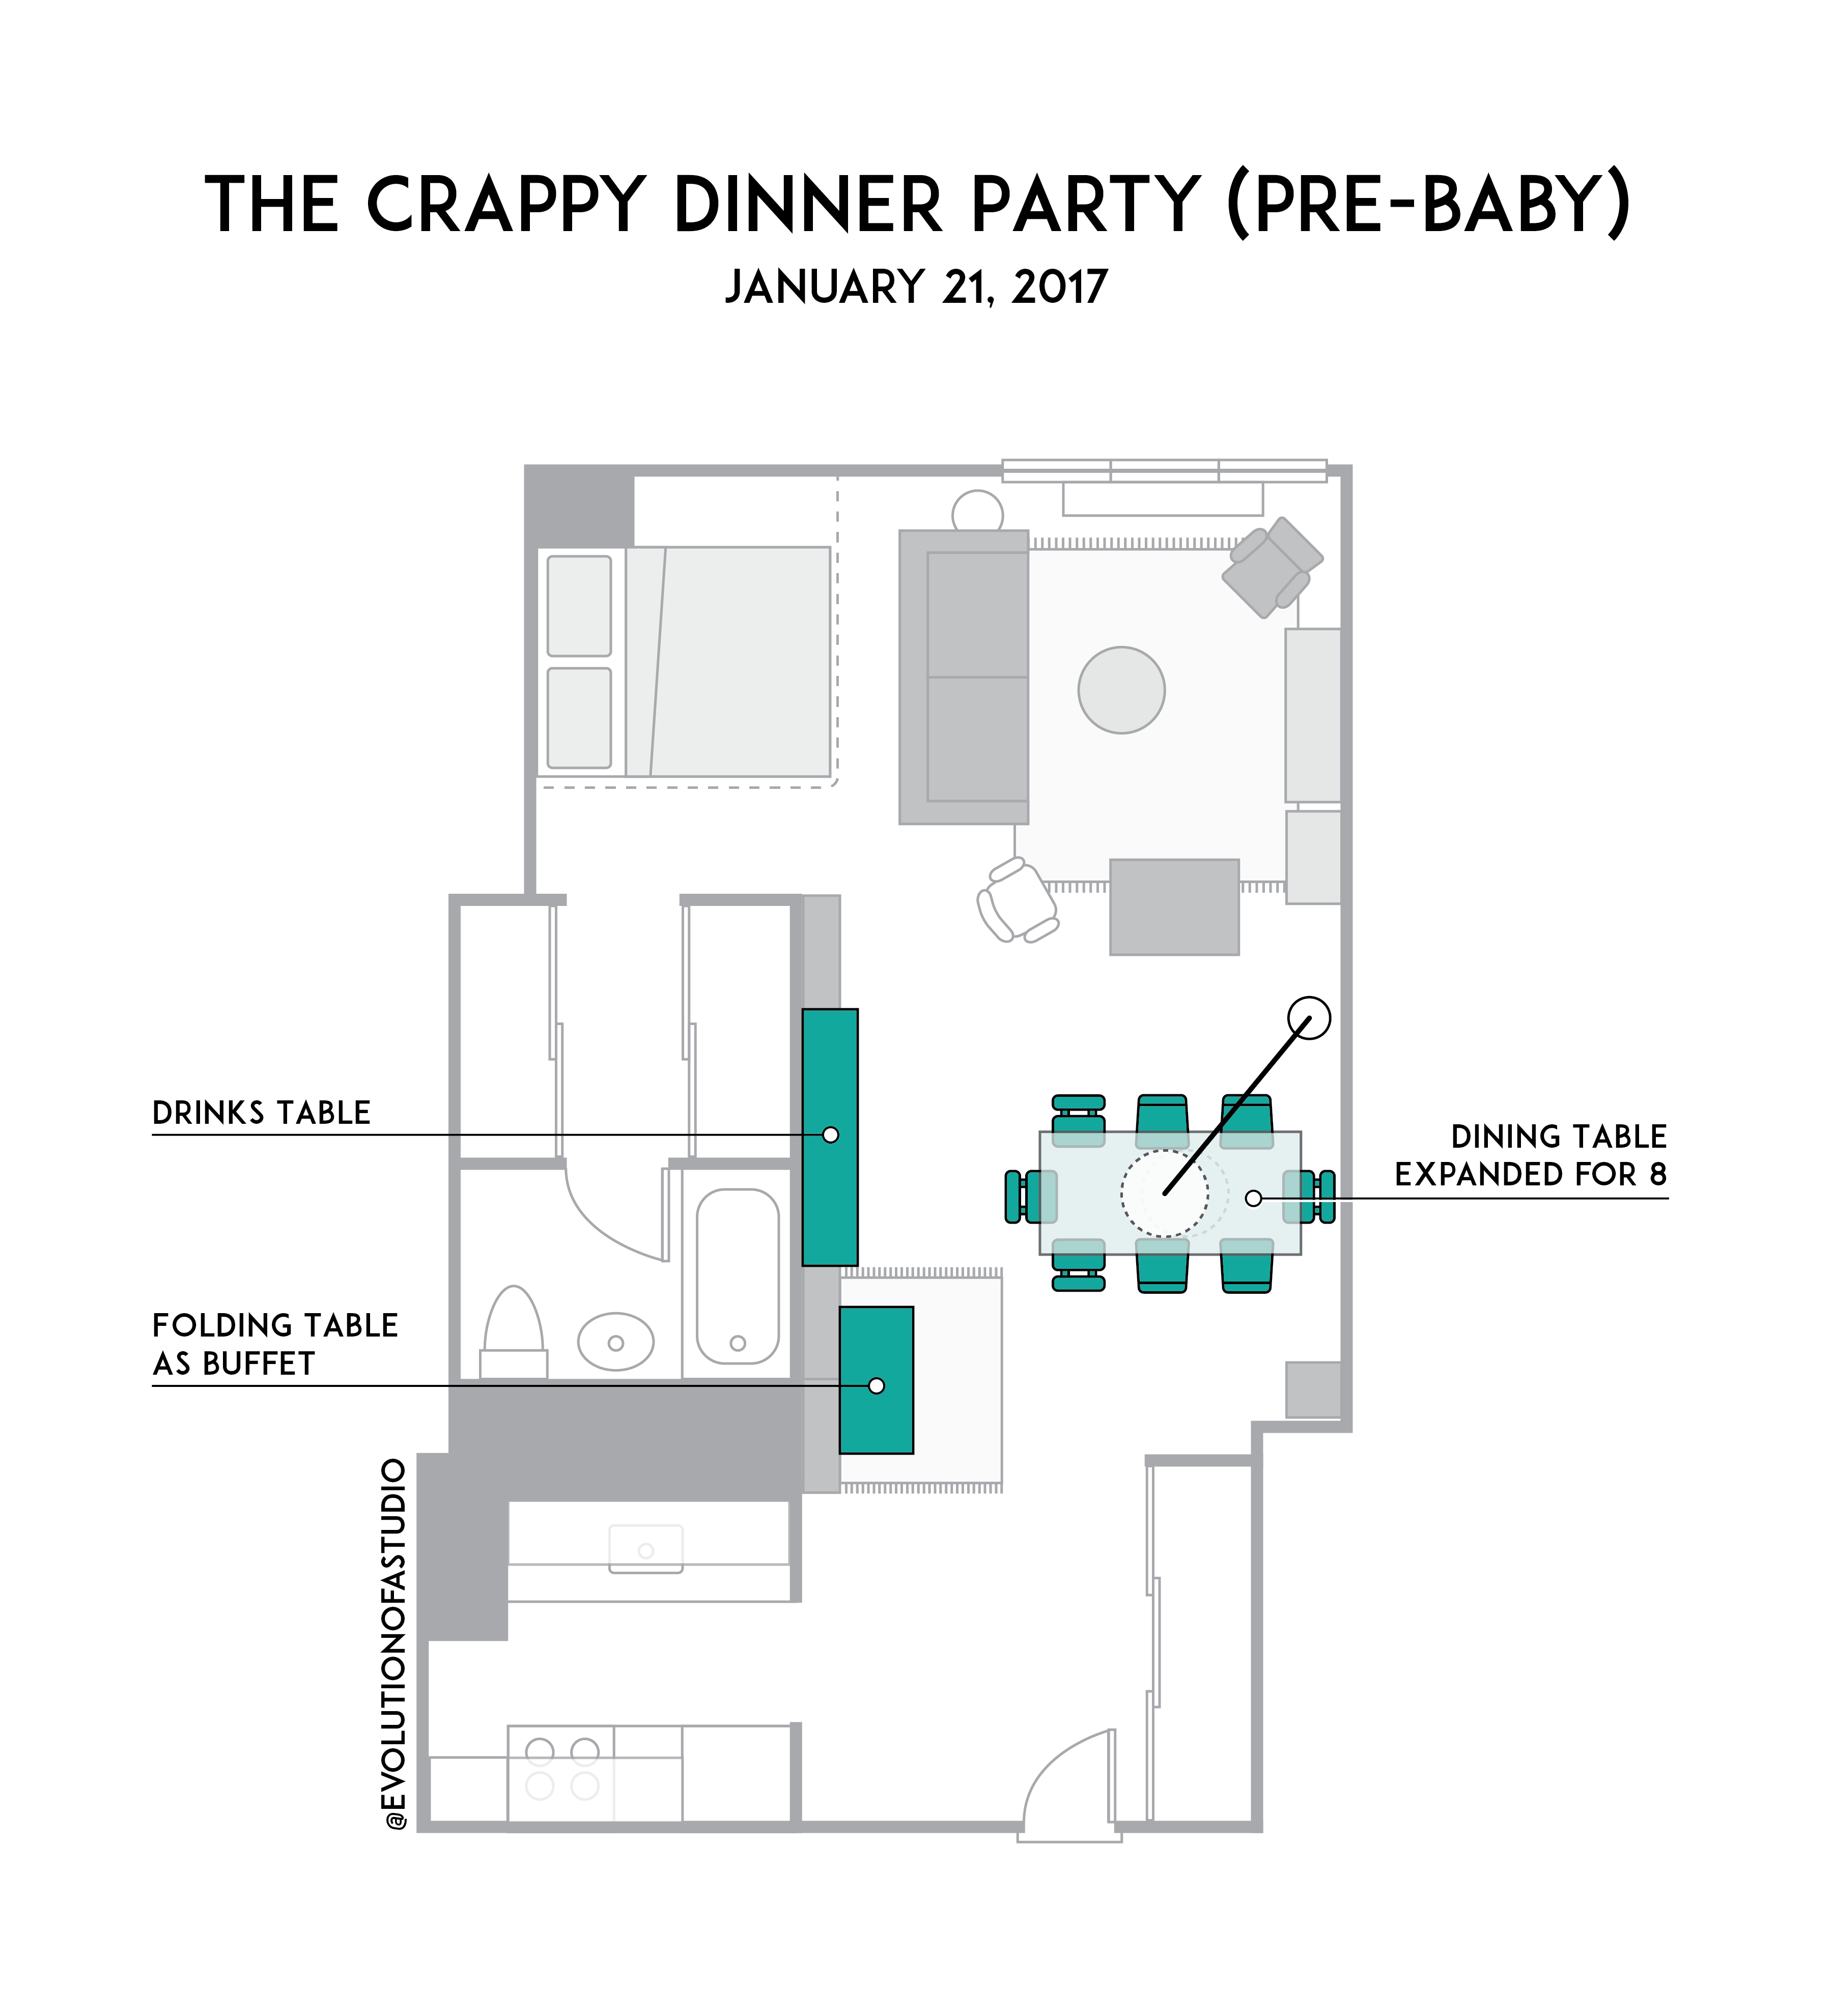 THE CRAPPY DINNER PARTY (PRE-BABY)
JANUARY 21, 2017
DRINKS TABLE
DINING TABLE
EXPANDED FOR 8
FOLDING TABLE
AS BUFFET
@EVOLUTIONOFASTUDIO